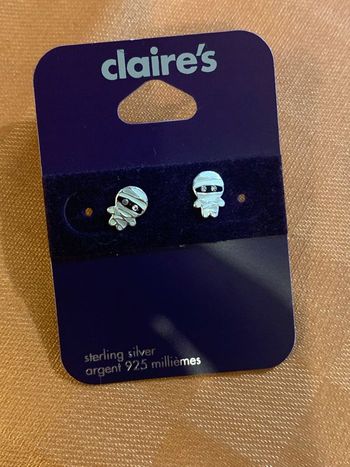 claire's
sterling silver
argent 925 millièmes